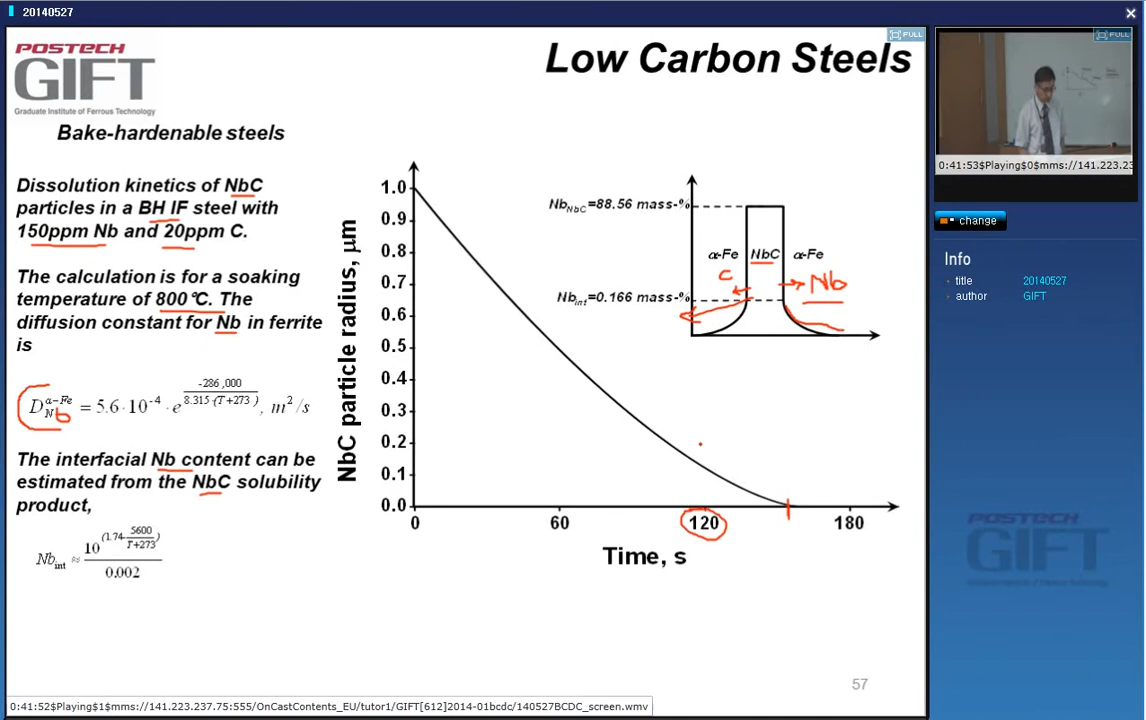 20140527
FULL
FULL
POSTECH
GIFT
Graduate Institute of Ferrous Technology
Low Carbon Steels
Bake-hardenable steels
Dissolution kinetics of NbC
particles in a BH IF steel with
150ppm Nb and 20ppm C.
The calculation is for a soaking
temperature of 800°C. The
diffusion constant for Nb in ferrite
is
D_Nb^α-Fe = 5.6·10^-4 · e^(-286,000 / 8.315·(T+273)), m²/s
The interfacial Nb content can be
estimated from the NbC solubility
product,
Nb_int ≈ 10^(1.74-5600/T+273) / 0.002
NbC particle radius, μm
1.0
0.9
0.8
0.7
0.6
0.5
0.4
0.3
0.2
0.1
0.0
0 60 120 180
Time, s
Nb_NbC=88.56 mass-%
α-Fe NbC α-Fe
C
Nb
Nb_int=0.166 mass-%
57
0:41:52$Playing$1$mms://141.223.237.75:555/OnCastContents_EU/tutor1/GIFT[612]2014-01bcdc/140527BCDC_screen.wmv
0:41:53$Playing$0$mms://141.223.23
change
Info
title 20140527
author GIFT
POSTECH
GIFT